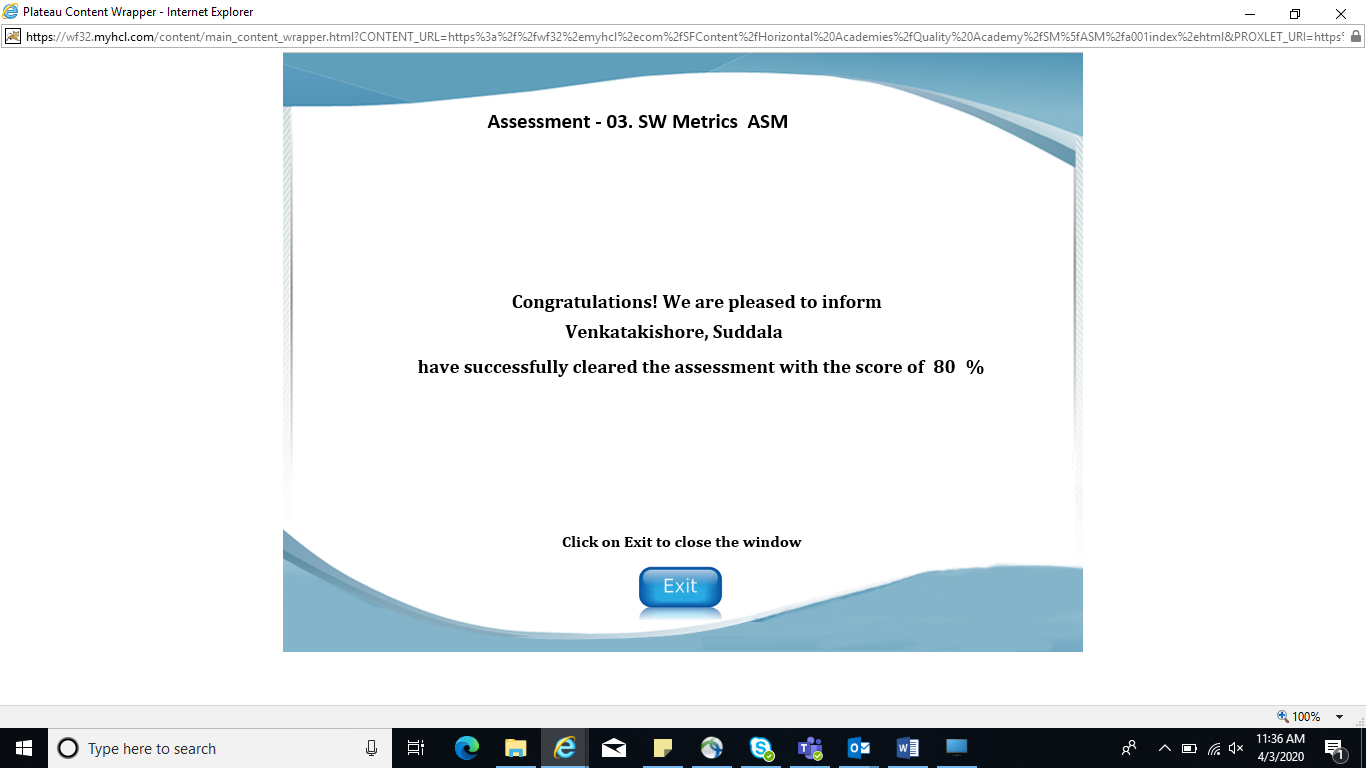 Plateau Content Wrapper - Internet Explorer
https://wf32.myhcl.com/content/main_content_wrapper.html?CONTENT_URL=https%3a%2f%2fwf32%2emyhcl%2ecom%2fSFContent%2fHorizontal%20Academies%2fQuality%20Academy%2fSM%5fASM%2fa001index%2ehtml&PROXLET_URI=https%
Assessment - 03. SW Metrics ASM
Congratulations! We are pleased to inform
Venkatakishore, Suddala
have successfully cleared the assessment with the score of 80 %
Click on Exit to close the window
Exit
100%
Type here to search
11:36 AM
4/3/2020
1